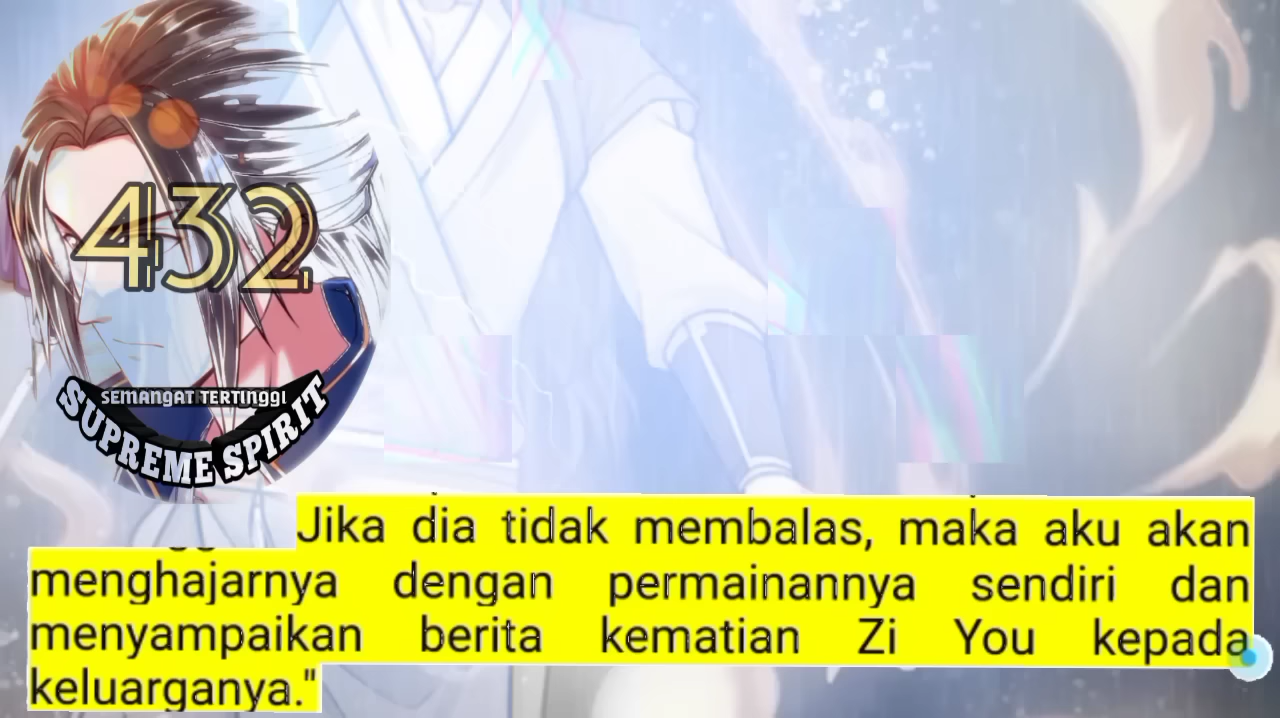 432
SEMANGAT TERTINGGI
SUPREME SPIRIT
Jika dia tidak membalas, maka aku akan
menghajarnya dengan permainannya sendiri dan
menyampaikan berita kematian Zi You kepada
keluarganya."